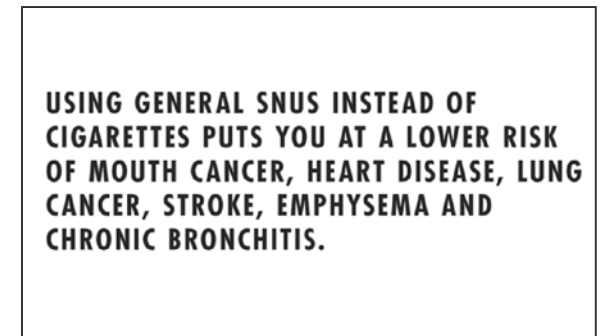 USING GENERAL SNUS INSTEAD OF
CIGARETTES PUTS YOU AT A LOWER RISK
OF MOUTH CANCER, HEART DISEASE, LUNG
CANCER, STROKE, EMPHYSEMA AND
CHRONIC BRONCHITIS.